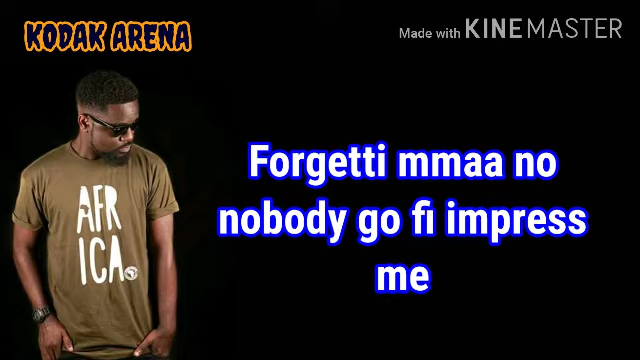 KODAK ARENA
Made with KINEMASTER
AFR
ICA
Forgetti mmaa no
nobody go fi impress
me